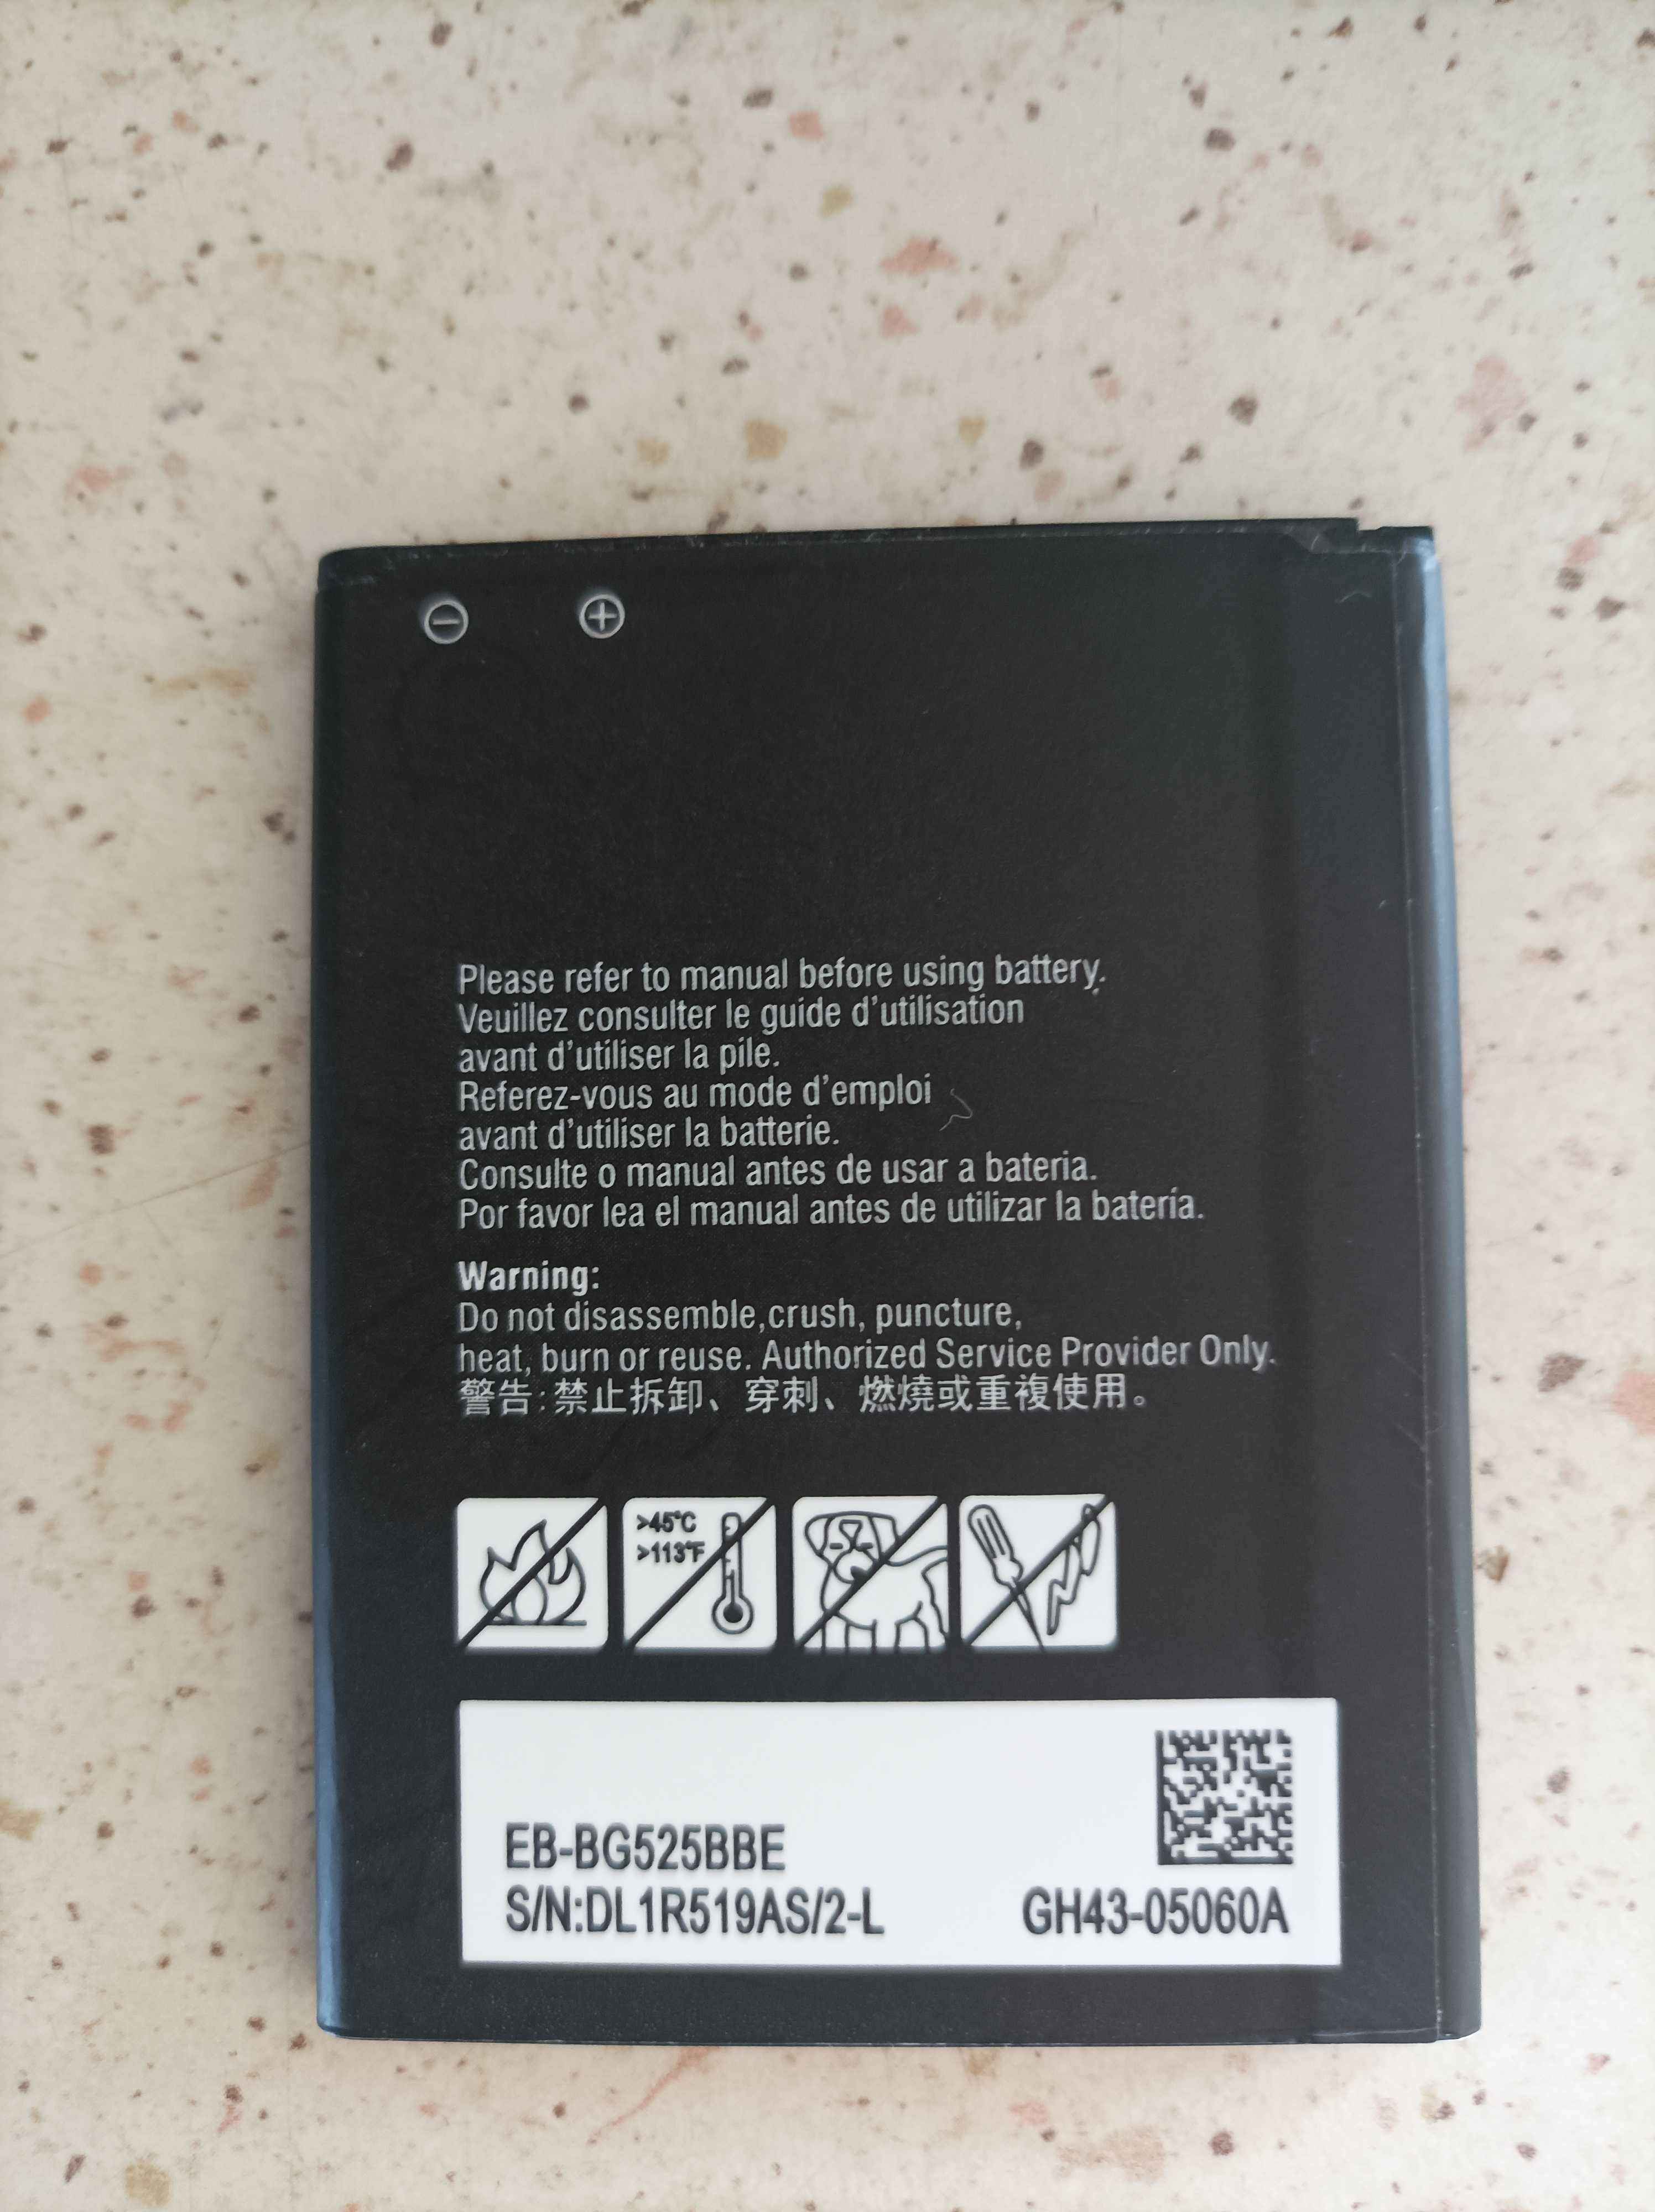 Please refer to manual before using battery.
Veuillez consulter le guide d'utilisation
avant d'utiliser la pile.
Referez-vous au mode d'emploi
avant d'utiliser la batterie.
Consulte o manual antes de usar a bateria.
Por favor lea el manual antes de utilizar la batería.
Warning:
Do not disassemble,crush, puncture,
heat, burn or reuse. Authorized Service Provider Only.
警告:禁止拆卸、穿刺、燃燒或重複使用。
>45°C
>113°F
EB-BG525BBE
S/N:DL1R519AS/2-L GH43-05060A